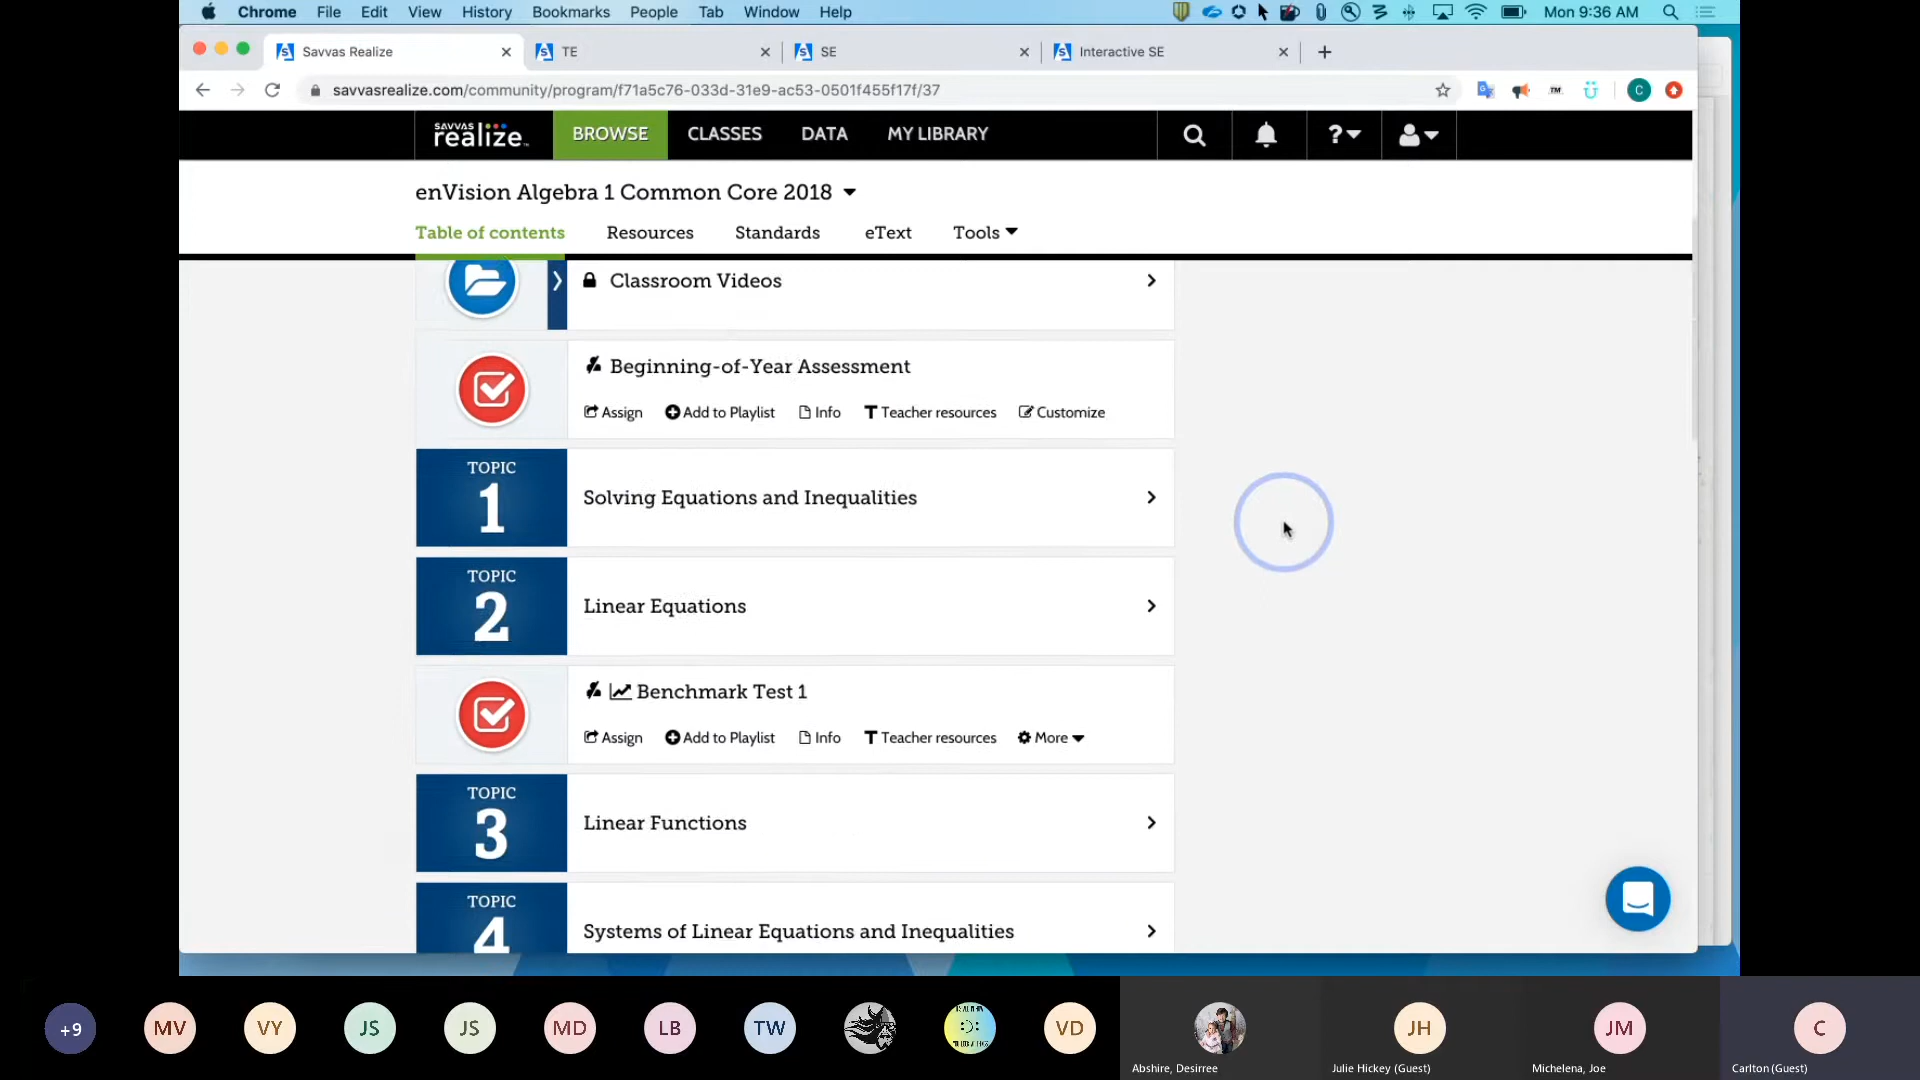 Chrome File Edit View History Bookmarks People Tab Window Help Mon 9:36 AM
Savvas Realize TE SE Interactive SE
savvasrealize.com/community/program/f71a5c76-033d-31e9-ac53-0501f455f17f/37 TM C
SAVVAS
realize BROWSE CLASSES DATA MY LIBRARY ?
enVision Algebra 1 Common Core 2018
Table of contents Resources Standards eText Tools
Classroom Videos
Beginning-of-Year Assessment
Assign Add to Playlist Info Teacher resources Customize
TOPIC
1 Solving Equations and Inequalities
TOPIC
2 Linear Equations
Benchmark Test 1
Assign Add to Playlist Info Teacher resources More
TOPIC
3 Linear Functions
TOPIC
4 Systems of Linear Equations and Inequalities
+9 MV VY JS JS MD LB TW VD JH JM C
Abshire, Desirree Julie Hickey (Guest) Michelena, Joe Carlton (Guest)